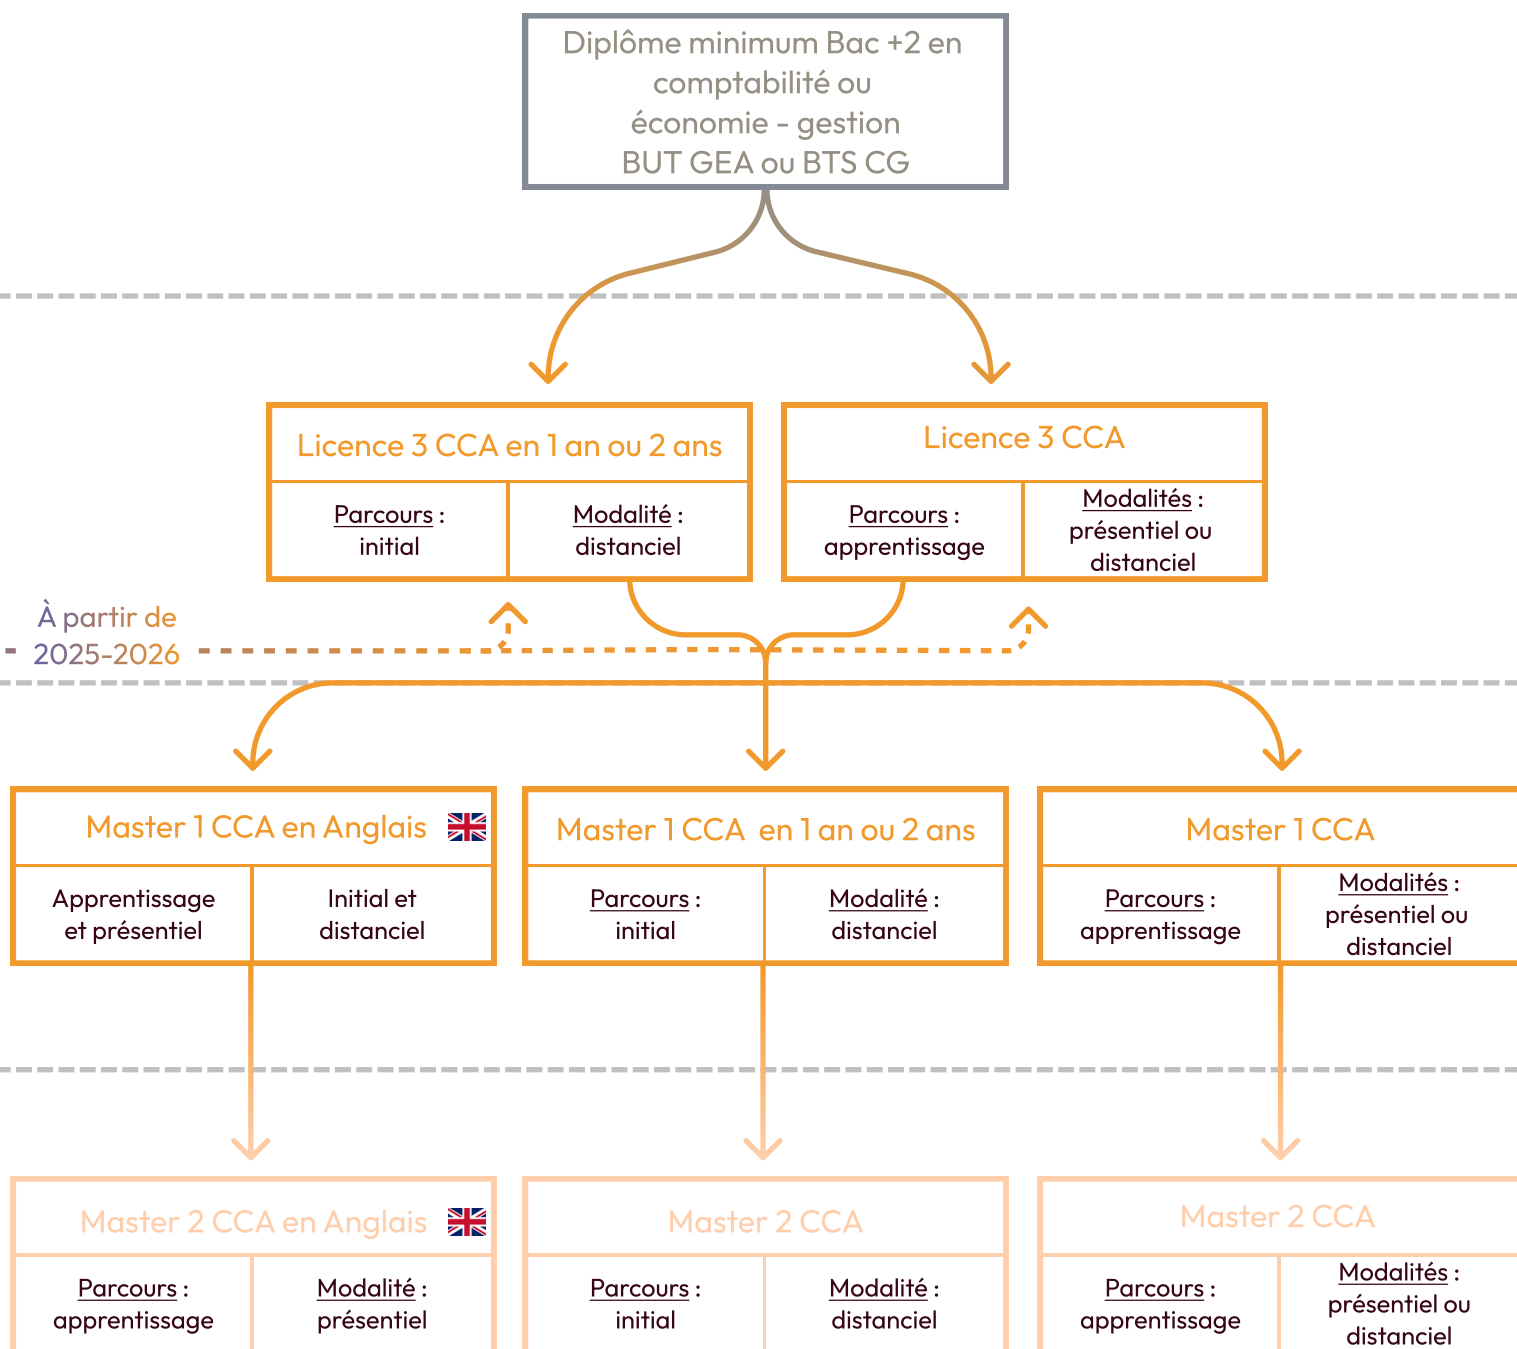 Diplôme minimum Bac +2 en
comptabilité ou
économie - gestion
BUT GEA ou BTS CG
Licence 3 CCA en 1 an ou 2 ans
Parcours :
initial
Modalité :
distanciel
Licence 3 CCA
Parcours :
apprentissage
Modalités :
présentiel ou
distanciel
À partir de
2025-2026
Master 1 CCA en Anglais
Apprentissage
et présentiel
Initial et
distanciel
Master 1 CCA en 1 an ou 2 ans
Parcours :
initial
Modalité :
distanciel
Master 1 CCA
Parcours :
apprentissage
Modalités :
présentiel ou
distanciel
Master 2 CCA en Anglais
Parcours :
apprentissage
Modalité :
présentiel
Master 2 CCA
Parcours :
initial
Modalité :
distanciel
Master 2 CCA
Parcours :
apprentissage
Modalités :
présentiel ou
distanciel